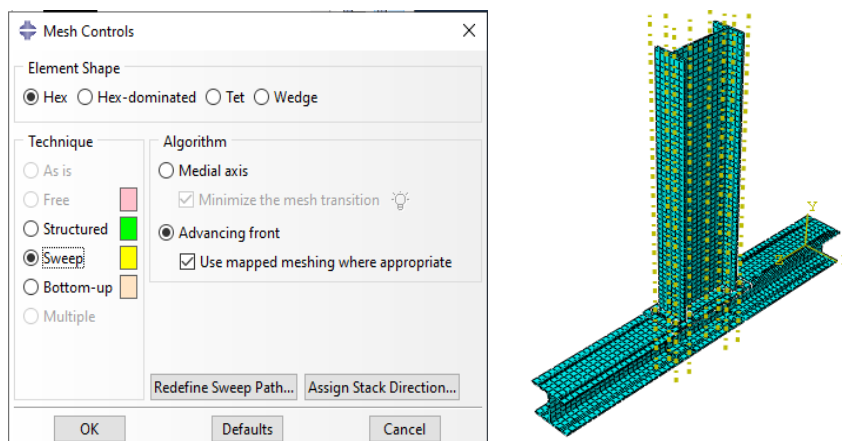 Mesh Controls
Element Shape
Hex Hex-dominated Tet Wedge
Technique
As is
Free
Structured
Sweep
Bottom-up
Multiple
Algorithm
Medial axis
Minimize the mesh transition
Advancing front
Use mapped meshing where appropriate
Redefine Sweep Path... Assign Stack Direction...
OK Defaults Cancel
Y